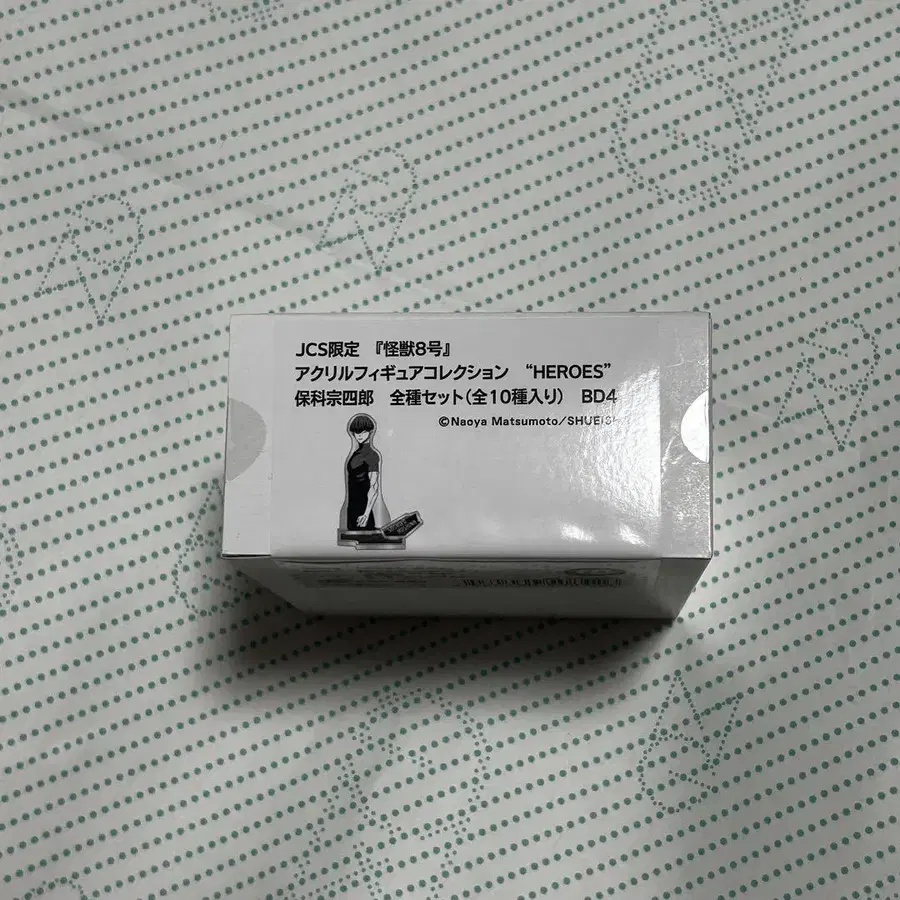 JCS限定 『怪獣8号』
アクリルフィギュアコレクション “HEROES”
保科宗四郎 全種セット(全10種入り) BD4
©Naoya Matsumoto/